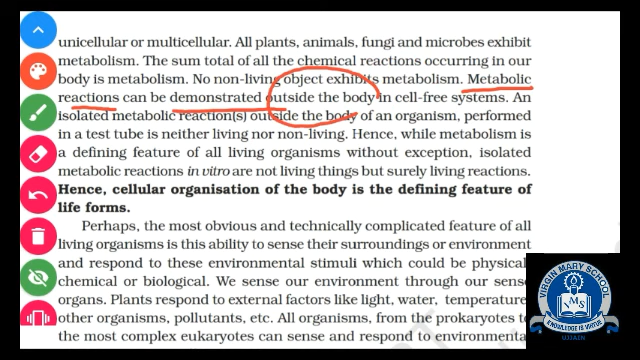 unicellular or multicellular. All plants, animals, fungi and microbes exhibit
metabolism. The sum total of all the chemical reactions occurring in our
body is metabolism. No non-living object exhibits metabolism. Metabolic
reactions can be demonstrated outside the body in cell-free systems. An
isolated metabolic reaction(s) outside the body of an organism, performed
in a test tube is neither living nor non-living. Hence, while metabolism is
a defining feature of all living organisms without exception, isolated
metabolic reactions in vitro are not living things but surely living reactions.
Hence, cellular organisation of the body is the defining feature of
life forms.
Perhaps, the most obvious and technically complicated feature of all
living organisms is this ability to sense their surroundings or environment
and respond to these environmental stimuli which could be physical,
chemical or biological. We sense our environment through our sense
organs. Plants respond to external factors like light, water, temperature,
other organisms, pollutants, etc. All organisms, from the prokaryotes to
the most complex eukaryotes can sense and respond to environmental
VIRGIN MARY SCHOOL
MS
KNOWLEDGE IS VIRTUE
UJJAIN